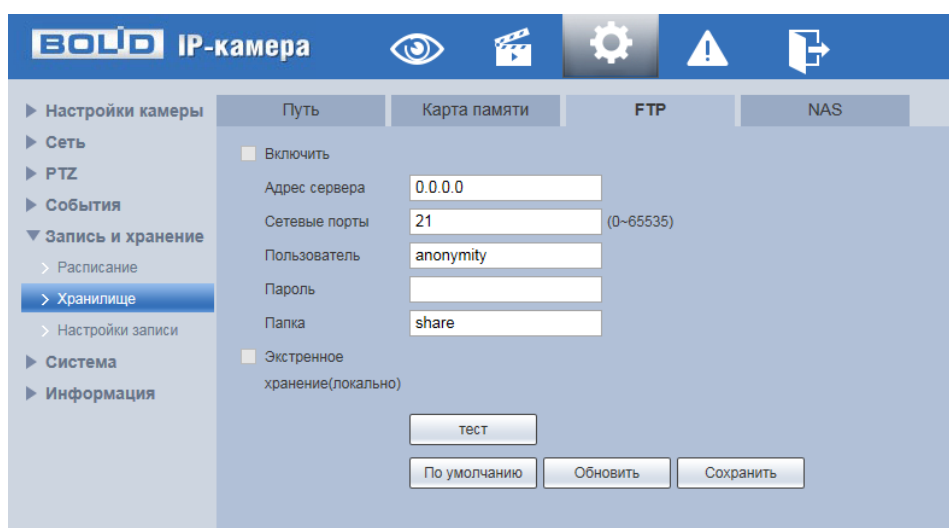 BOLID IP-камера
Путь Карта памяти FTP NAS
Настройки камеры
Сеть
PTZ
События
Запись и хранение
Расписание
Хранилище
Настройки записи
Система
Информация
Включить
Адрес сервера 0.0.0.0
Сетевые порты 21 (0~65535)
Пользователь anonymity
Пароль
Папка share
Экстренное
хранение(локально)
тест
По умолчанию Обновить Сохранить